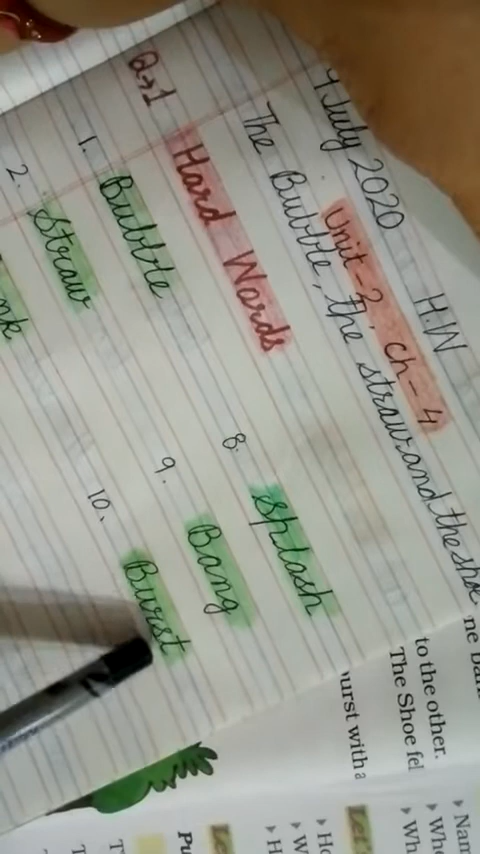 7 July 2020 H.W
Unit-2, ch-4
The Bubble, the straw and the shoe
Q→1 Hard Words
1. Bubble
2. Straw
8. Splash
9. Bang
10. Burst
to the other.
The Shoe fel
urst with a